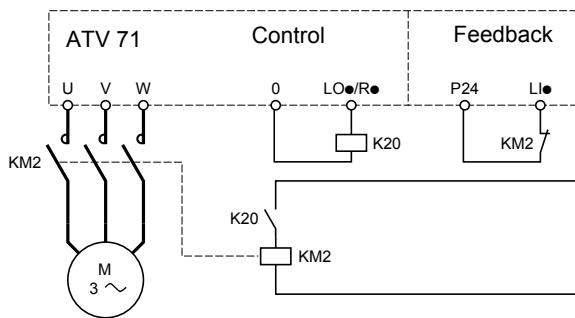 ATV 71 Control Feedback
U V W 0 LO●/R● P24 LI●
K20
KM2
KM2
K20
KM2
M
3 ~